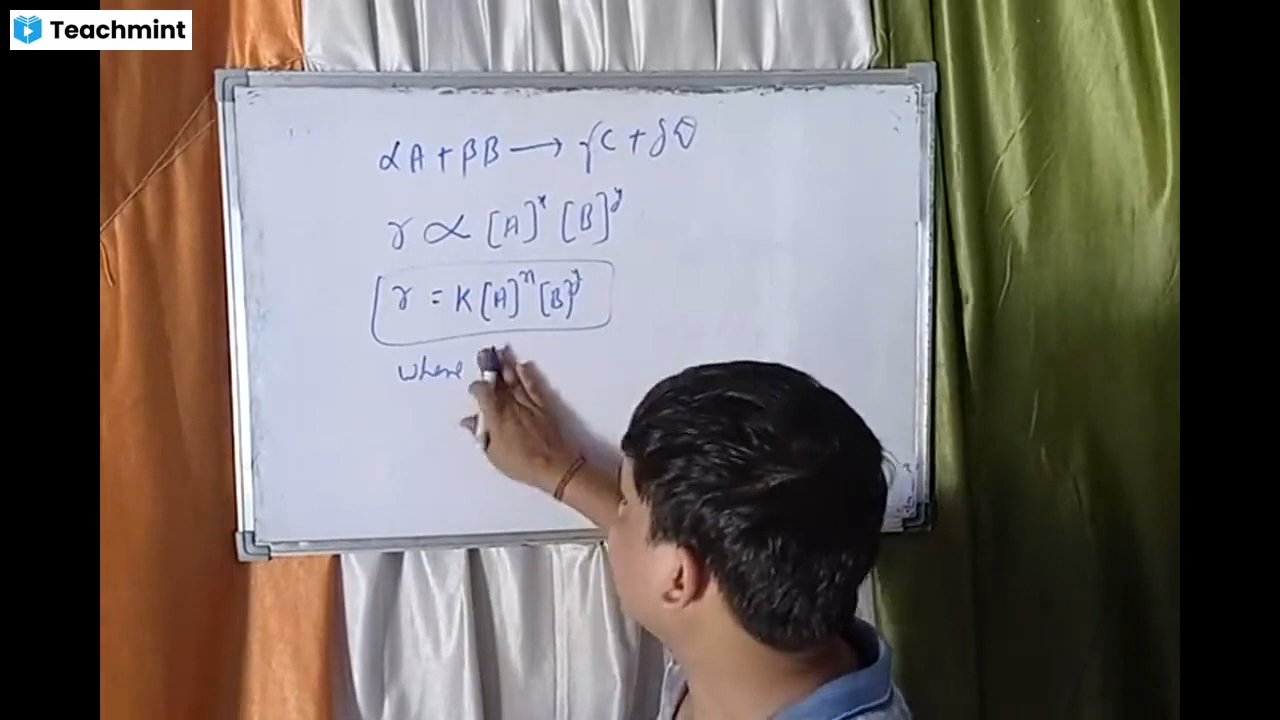 Teachmint
αA + βB → γC + δD
r ∝ [A]ˣ [B]ʸ
r = K[A]ˣ[B]ʸ
where